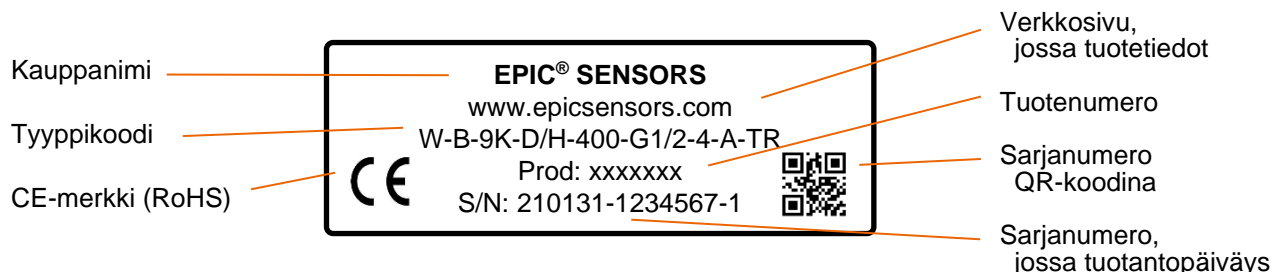 Kauppanimi
Tyyppikoodi
CE-merkki (RoHS)
EPIC® SENSORS
www.epicsensors.com
W-B-9K-D/H-400-G1/2-4-A-TR
Prod: xxxxxxx
S/N: 210131-1234567-1
CE
Verkkosivu,
jossa tuotetiedot
Tuotenumero
Sarjanumero
QR-koodina
Sarjanumero,
jossa tuotantopäiväys